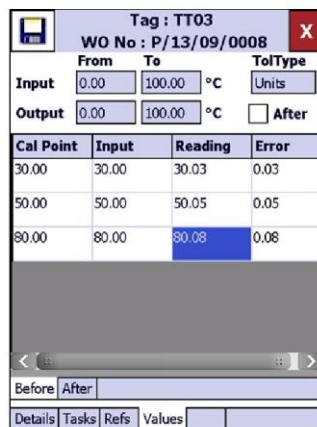 Tag : TT03
WO No : P/13/09/0008
X
From To TolType
Input 0.00 100.00 °C Units
Output 0.00 100.00 °C After
Cal Point Input Reading Error
30.00 30.00 30.03 0.03
50.00 50.00 50.05 0.05
80.00 80.00 80.08 0.08
Before After
Details Tasks Refs Values